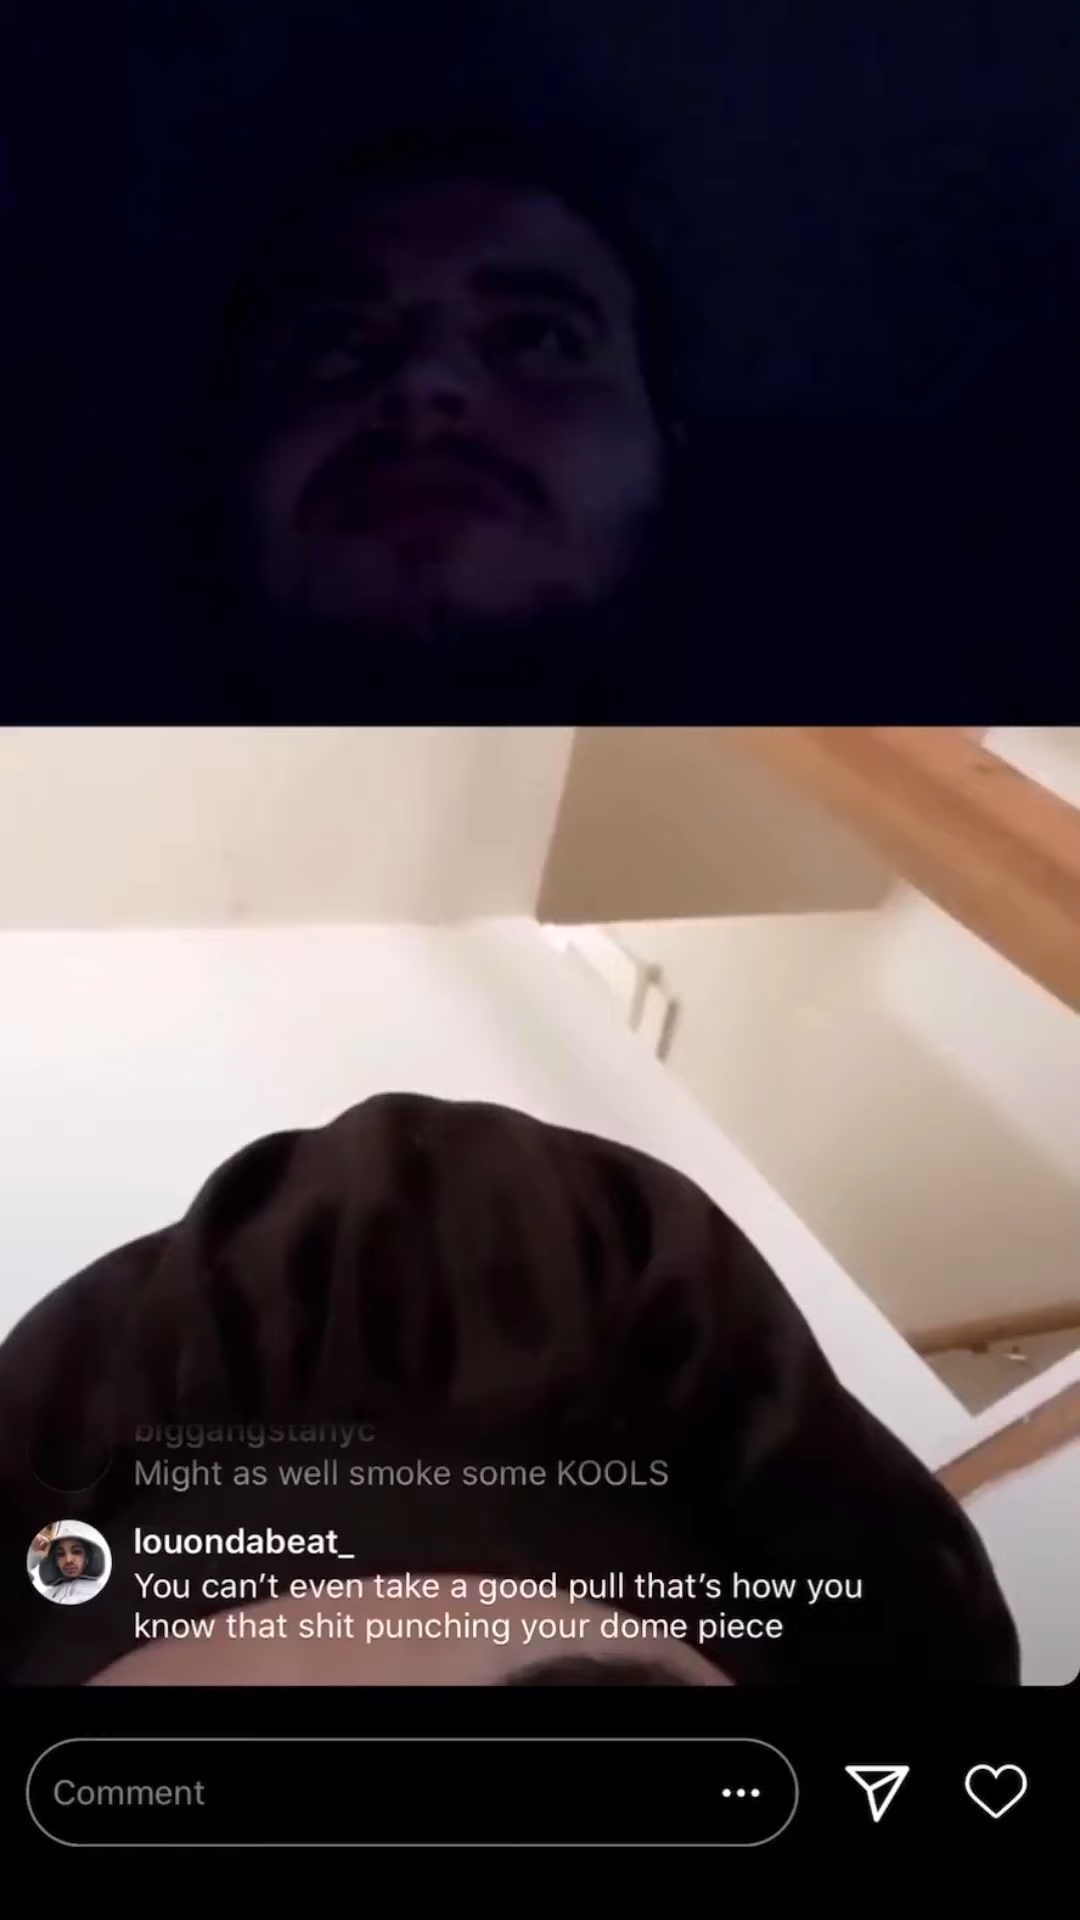 biggangstanyc
Might as well smoke some KOOLS
louondabeat_
You can’t even take a good pull that’s how you
know that shit punching your dome piece
Comment